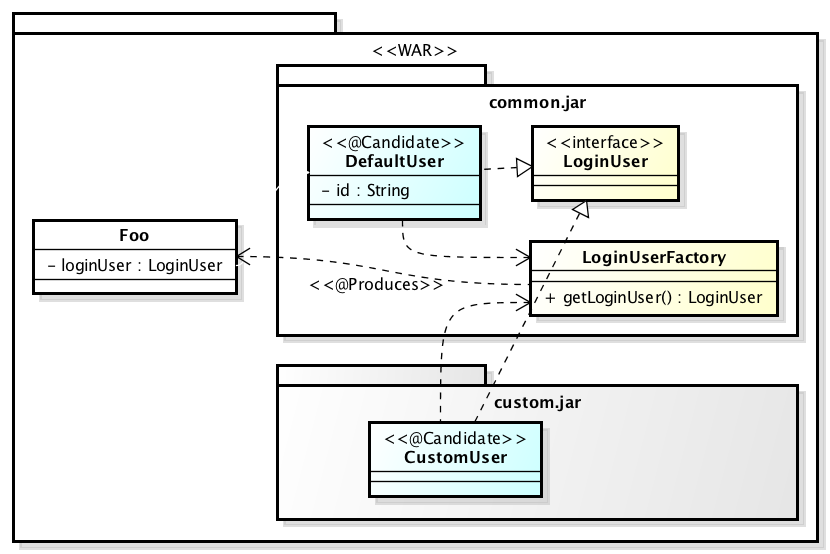 <<WAR>>
common.jar
<<@Candidate>>
DefaultUser
- id : String
<<interface>>
LoginUser
Foo
- loginUser : LoginUser
LoginUserFactory
+ getLoginUser() : LoginUser
<<@Produces>>
custom.jar
<<@Candidate>>
CustomUser